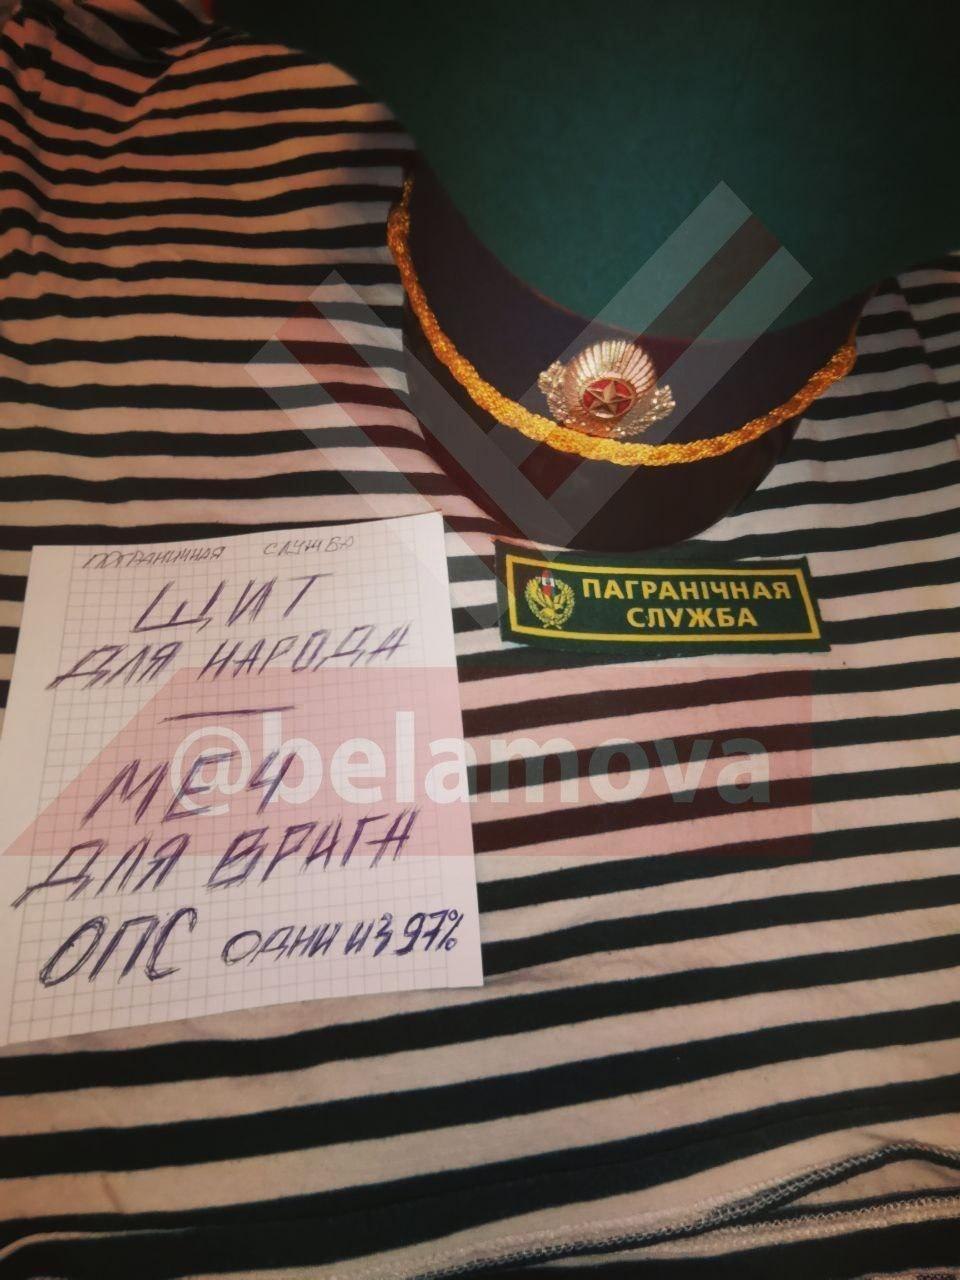 ПОГРАНИЧНАЯ СЛУЖБА
ЩИТ
ДЛЯ НАРОДА
—
МЕЧ
ДЛЯ ВРАГА
ОПС ОДНИ ИЗ 97%
ПАГРАНІЧНАЯ
СЛУЖБА
@belamova